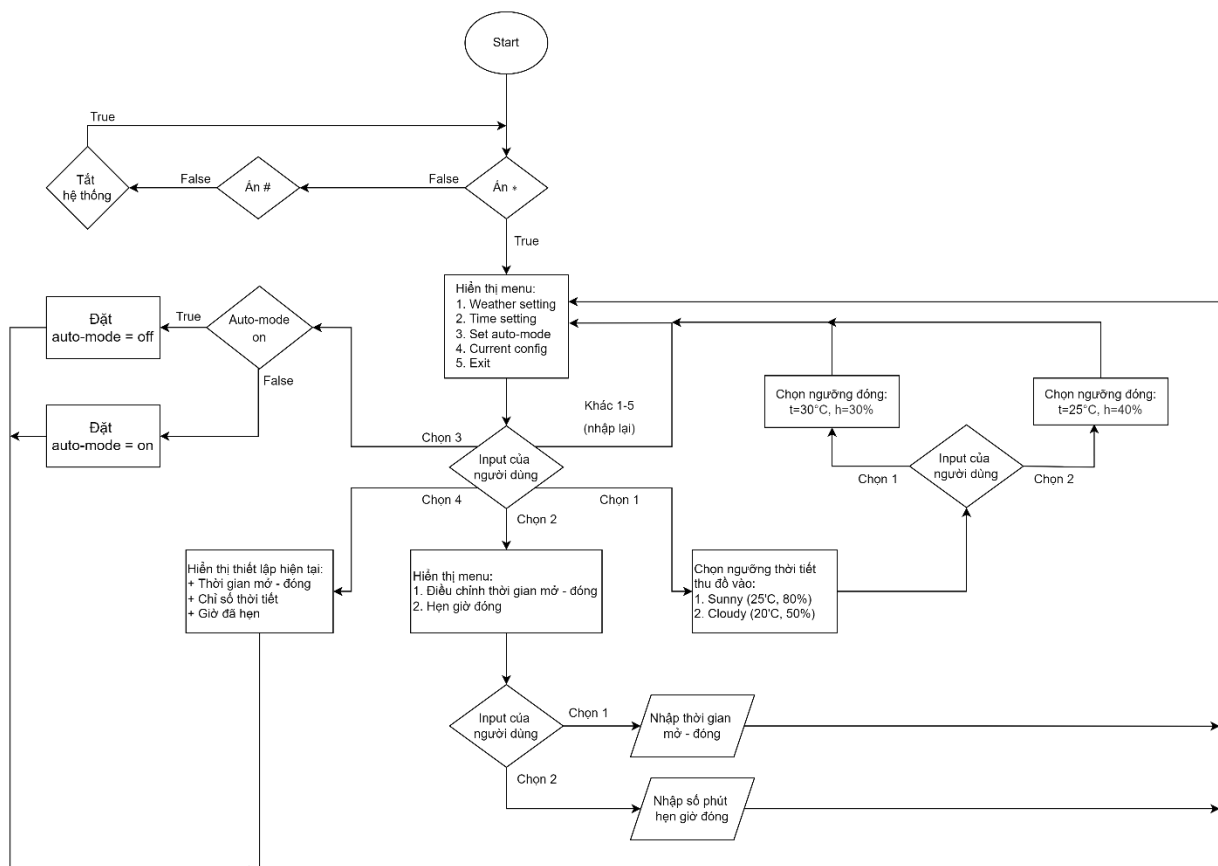 Start
True
Tắt
hệ thống
False
Ấn #
False
Ấn *
True
Hiển thị menu:
1. Weather setting
2. Time setting
3. Set auto-mode
4. Current config
5. Exit
Đặt
auto-mode = off
True
Auto-mode
on
False
Đặt
auto-mode = on
Chọn 3
Khác 1-5
(nhập lại)
Input của
người dùng
Chọn ngưỡng đóng:
t=30°C, h=30%
Chọn ngưỡng đóng:
t=25°C, h=40%
Input của
người dùng
Chọn 1
Chọn 2
Chọn 4
Chọn 2
Chọn 1
Hiển thị thiết lập hiện tại:
+ Thời gian mở - đóng
+ Chỉ số thời tiết
+ Giờ đã hẹn
Hiển thị menu:
1. Điều chỉnh thời gian mở - đóng
2. Hẹn giờ đóng
Chọn ngưỡng thời tiết
thu đồ vào:
1. Sunny (25'C, 80%)
2. Cloudy (20'C, 50%)
Input của
người dùng
Chọn 1
Nhập thời gian
mở - đóng
Chọn 2
Nhập số phút
hẹn giờ đóng